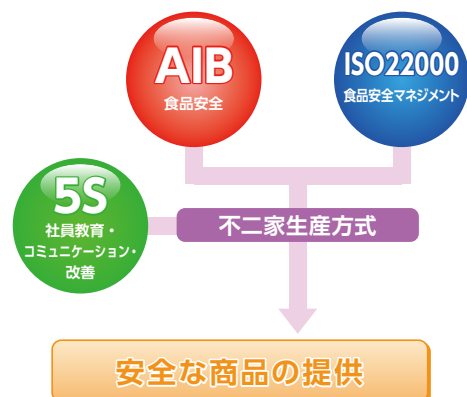 AIB
食品安全
ISO22000
食品安全マネジメント
5S
社員教育・
コミュニケーション・
改善
不二家生産方式
安全な商品の提供